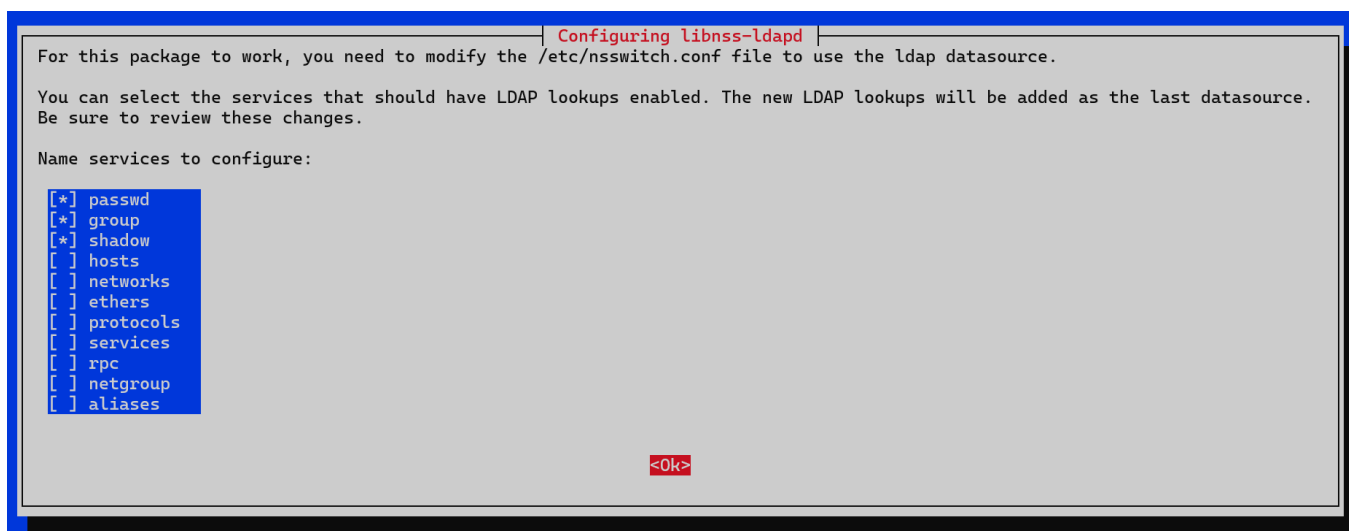 Configuring libnss-ldapd
For this package to work, you need to modify the /etc/nsswitch.conf file to use the ldap datasource.
You can select the services that should have LDAP lookups enabled. The new LDAP lookups will be added as the last datasource.
Be sure to review these changes.
Name services to configure:
[*] passwd
[*] group
[*] shadow
[ ] hosts
[ ] networks
[ ] ethers
[ ] protocols
[ ] services
[ ] rpc
[ ] netgroup
[ ] aliases
<Ok>